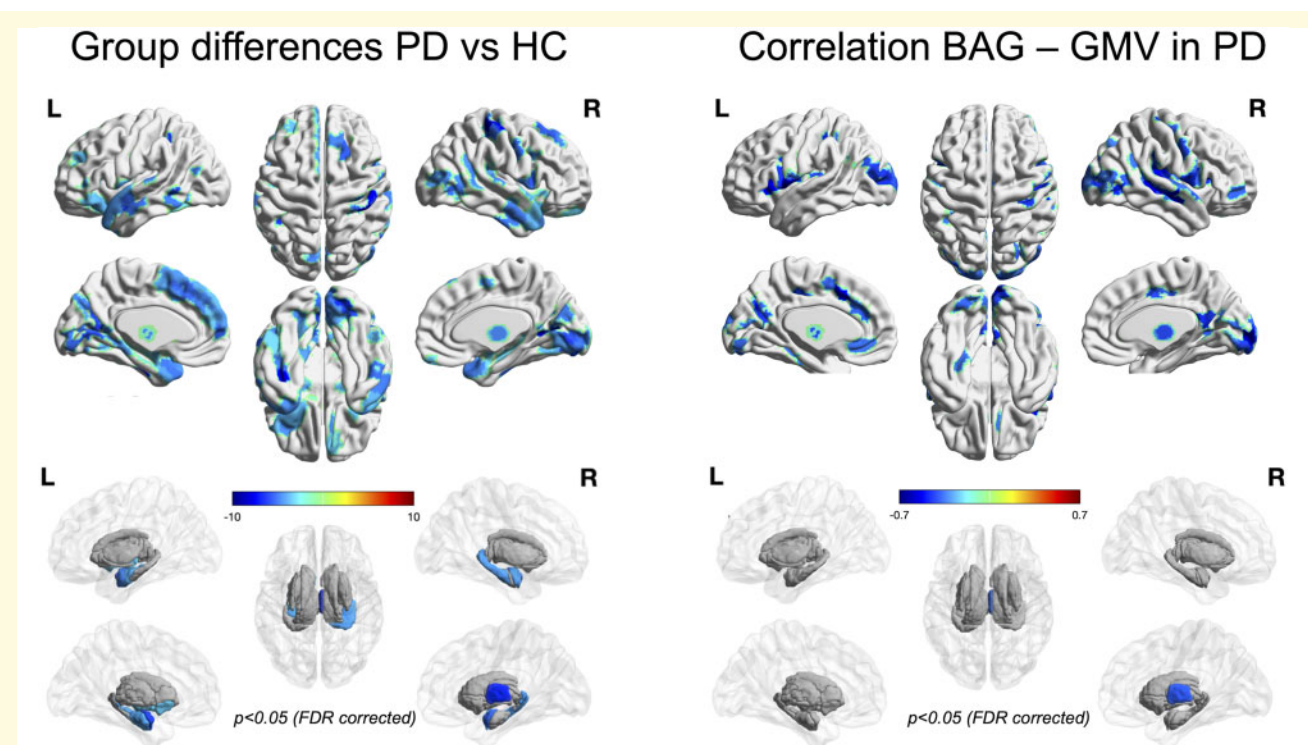 Group differences PD vs HC
Correlation BAG – GMV in PD
L
R
L
R
L
R
L
R
-10
10
-0.7
0.7
p<0.05 (FDR corrected)
p<0.05 (FDR corrected)